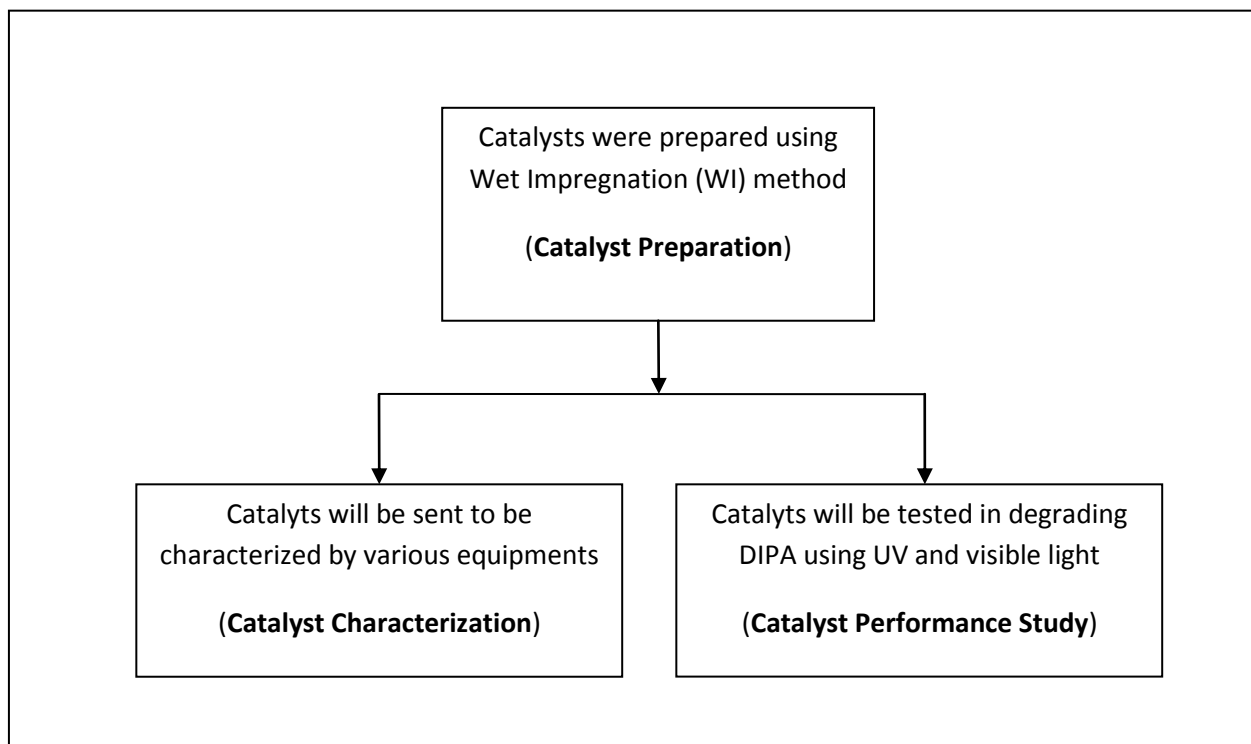 Catalysts were prepared using
Wet Impregnation (WI) method
(Catalyst Preparation)
Catalyts will be sent to be
characterized by various equipments
(Catalyst Characterization)
Catalyts will be tested in degrading
DIPA using UV and visible light
(Catalyst Performance Study)